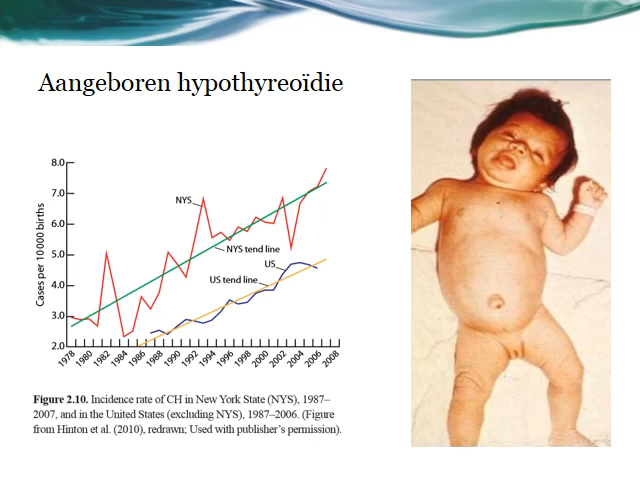 Aangeboren hypothyreoïdie
8.0
7.0
6.0
5.0
4.0
3.0
2.0
Cases per 10 000 births
NYS
NYS tend line
US
US tend line
1978
1980
1982
1984
1986
1988
1990
1992
1994
1996
1998
2000
2002
2004
2006
2008
Figure 2.10. Incidence rate of CH in New York State (NYS), 1987–
2007, and in the United States (excluding NYS), 1987–2006. (Figure
from Hinton et al. (2010), redrawn; Used with publisher's permission).